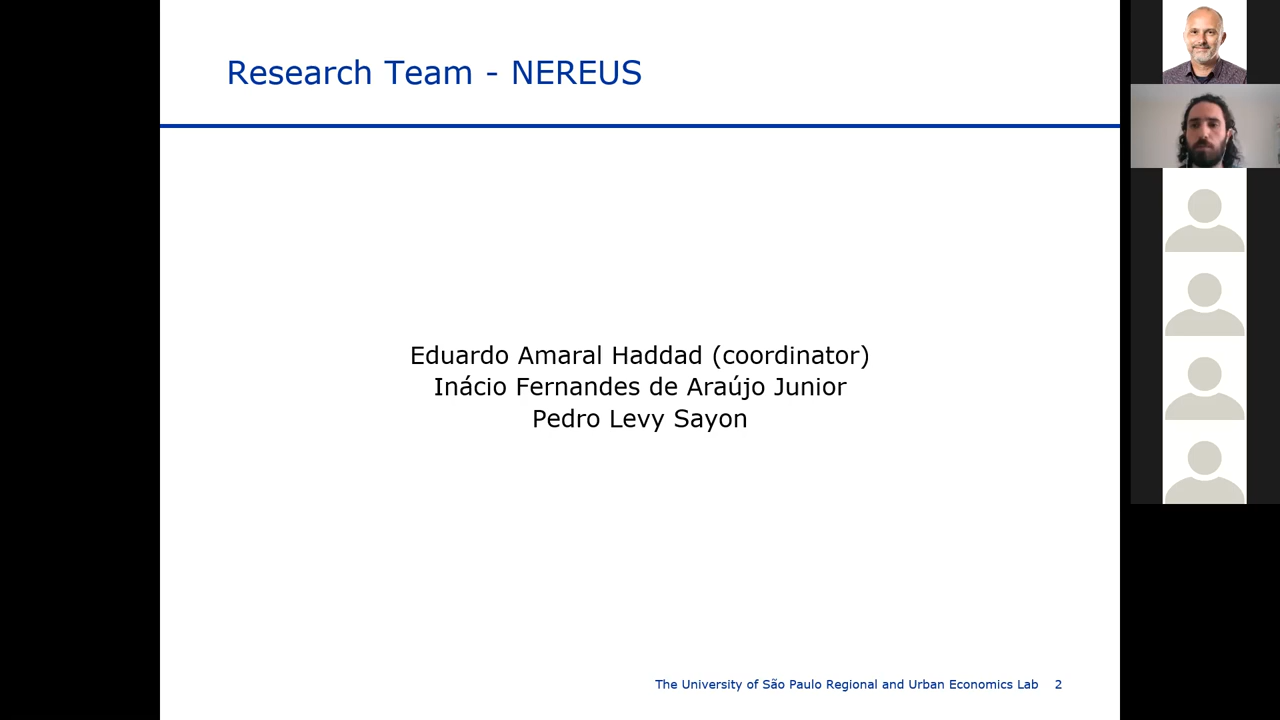 Research Team - NEREUS
Eduardo Amaral Haddad (coordinator)
Inácio Fernandes de Araújo Junior
Pedro Levy Sayon
The University of São Paulo Regional and Urban Economics Lab 2